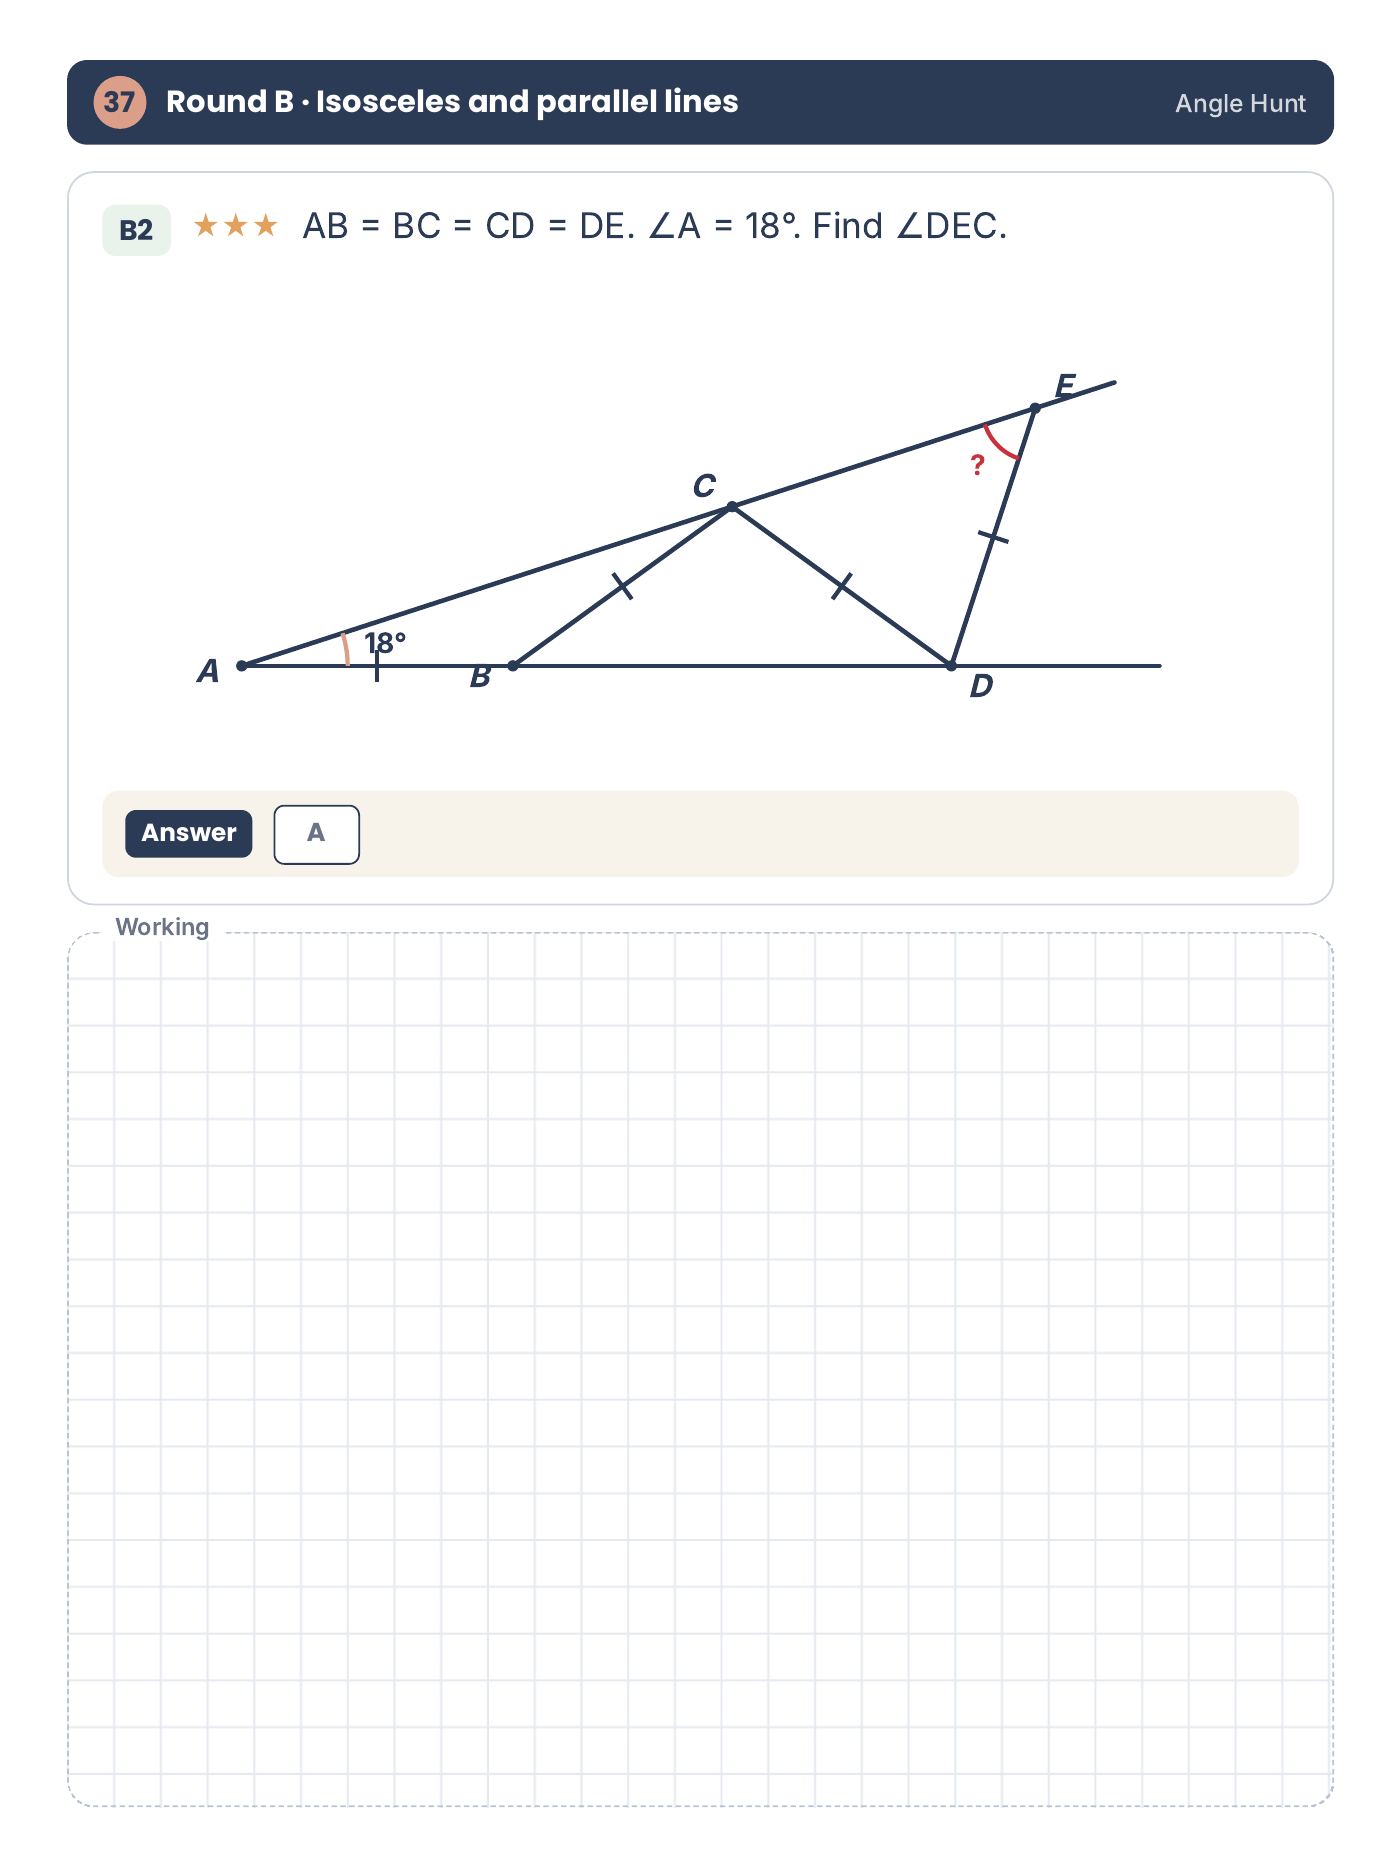 37 Round B · Isosceles and parallel lines Angle Hunt
B2 ★★★ AB = BC = CD = DE. ∠A = 18°. Find ∠DEC.
E
?
C
18°
A
B
D
Answer A
Working